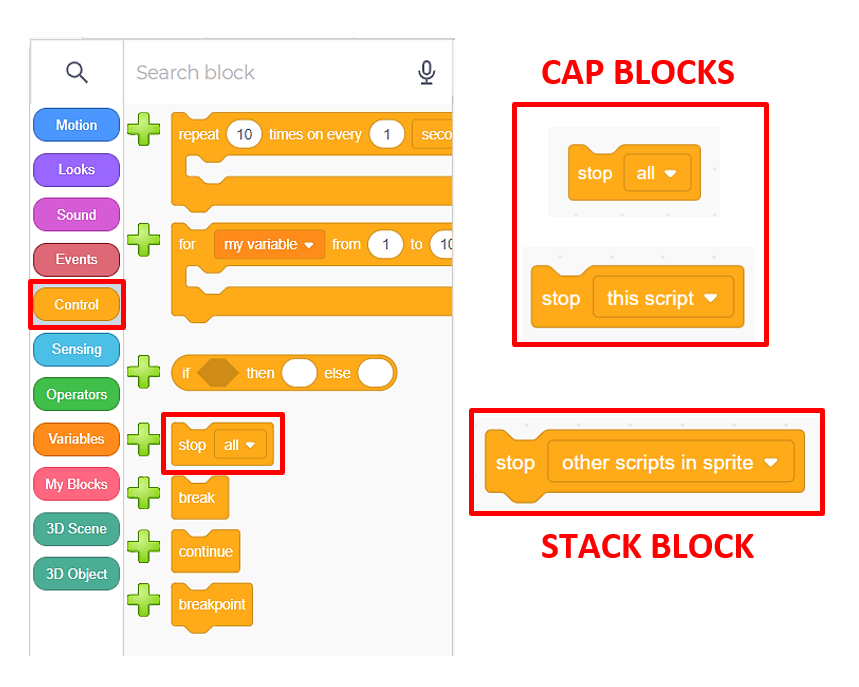 Search block
Motion
Looks
Sound
Events
Control
Sensing
Operators
Variables
My Blocks
3D Scene
3D Object
repeat 10 times on every 1
for my variable from 1 to
if then else
stop all
break
continue
breakpoint
CAP BLOCKS
stop all
stop this script
stop other scripts in sprite
STACK BLOCK